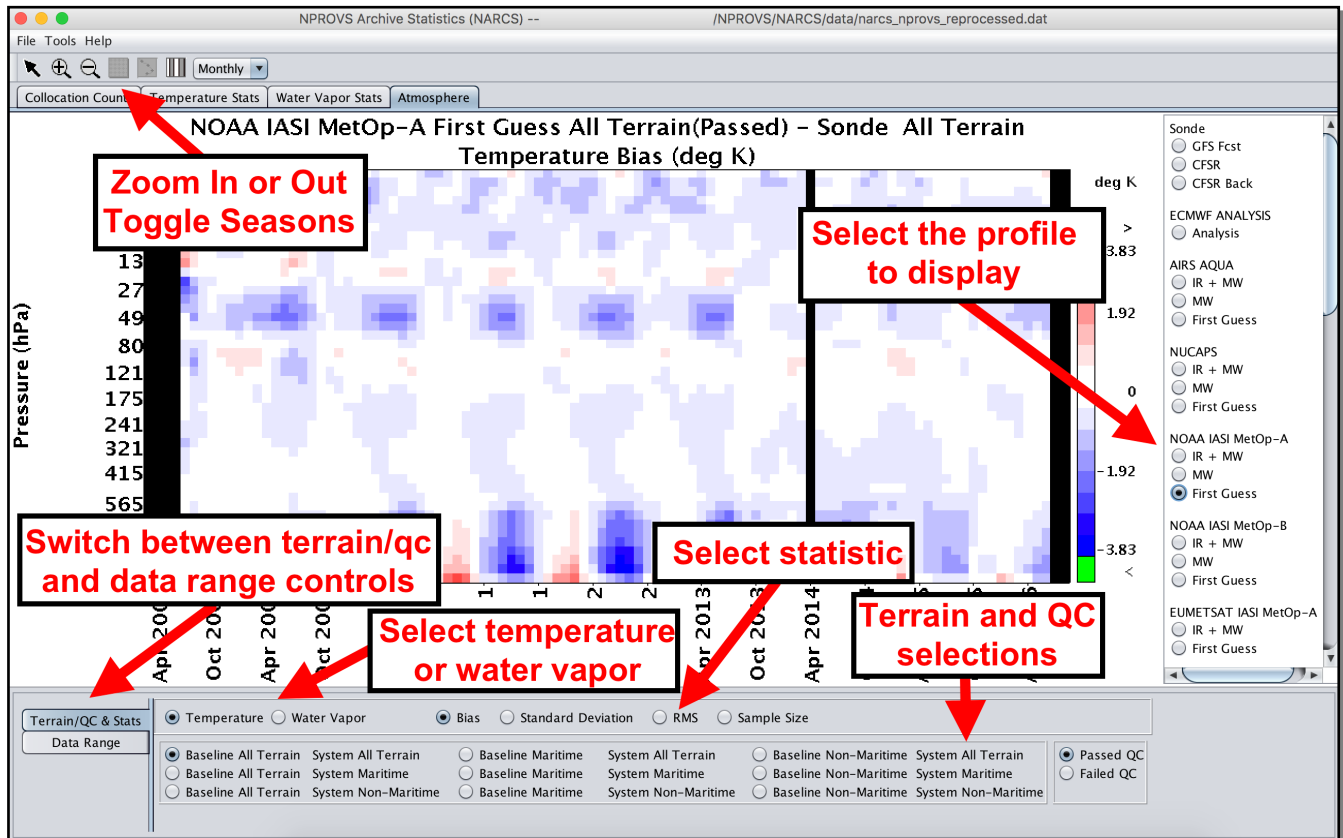 NPROVS Archive Statistics (NARCS) -- /NPROVS/NARCS/data/narcs_nprovs_reprocessed.dat
File Tools Help
Monthly
Collocation Temperature Stats Water Vapor Stats Atmosphere
NOAA IASI MetOp-A First Guess All Terrain(Passed) - Sonde All Terrain
Temperature Bias (deg K)
Zoom In or Out
Toggle Seasons
Select the profile
to display
Pressure (hPa)
13
27
49
80
121
175
241
321
415
565
deg K
>
3.83
1.92
0
-1.92
-3.83
<
Switch between terrain/qc
and data range controls
Select temperature
or water vapor
Select statistic
Terrain and QC
selections
Apr
Oct
Apr
1
1
2
2
2013
Oct 2013
Apr 2014
Sonde
GFS Fcst
CFSR
CFSR Back
ECMWF ANALYSIS
Analysis
AIRS AQUA
IR + MW
MW
First Guess
NUCAPS
IR + MW
MW
First Guess
NOAA IASI MetOp-A
IR + MW
MW
First Guess
NOAA IASI MetOp-B
IR + MW
MW
First Guess
EUMETSAT IASI MetOp-A
IR + MW
First Guess
Terrain/QC & Stats
Data Range
Temperature Water Vapor Bias Standard Deviation RMS Sample Size
Baseline All Terrain System All Terrain Baseline Maritime System All Terrain Baseline Non-Maritime System All Terrain Passed QC
Baseline All Terrain System Maritime Baseline Maritime System Maritime Baseline Non-Maritime System Maritime Failed QC
Baseline All Terrain System Non-Maritime Baseline Maritime System Non-Maritime Baseline Non-Maritime System Non-Maritime